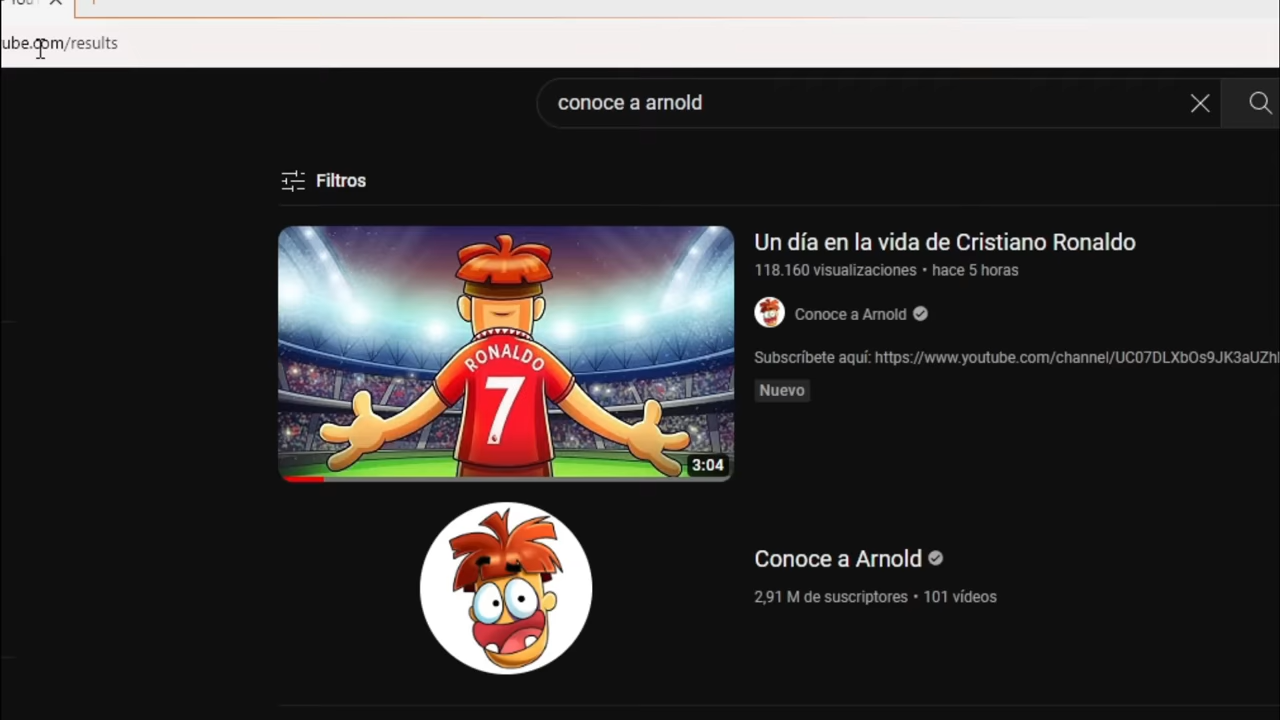 ube.com/results
conoce a arnold
Filtros
RONALDO
7
3:04
Un día en la vida de Cristiano Ronaldo
118.160 visualizaciones • hace 5 horas
Conoce a Arnold
Subscríbete aquí: https://www.youtube.com/channel/UC07DLXbOs9JK3aUZh
Nuevo
Conoce a Arnold
2,91 M de suscriptores • 101 vídeos